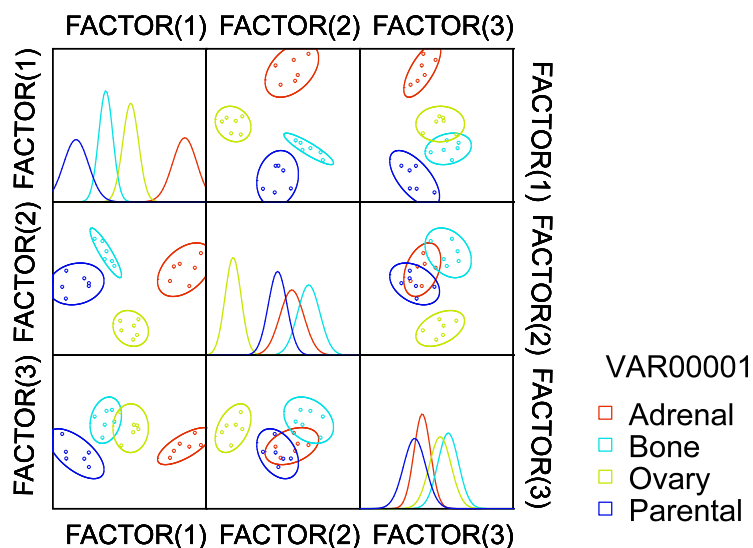 FACTOR(1) FACTOR(2) FACTOR(3)
FACTOR(1)
FACTOR(1)
FACTOR(2)
FACTOR(2)
FACTOR(3)
FACTOR(3)
FACTOR(1) FACTOR(2) FACTOR(3)
VAR00001
Adrenal
Bone
Ovary
Parental